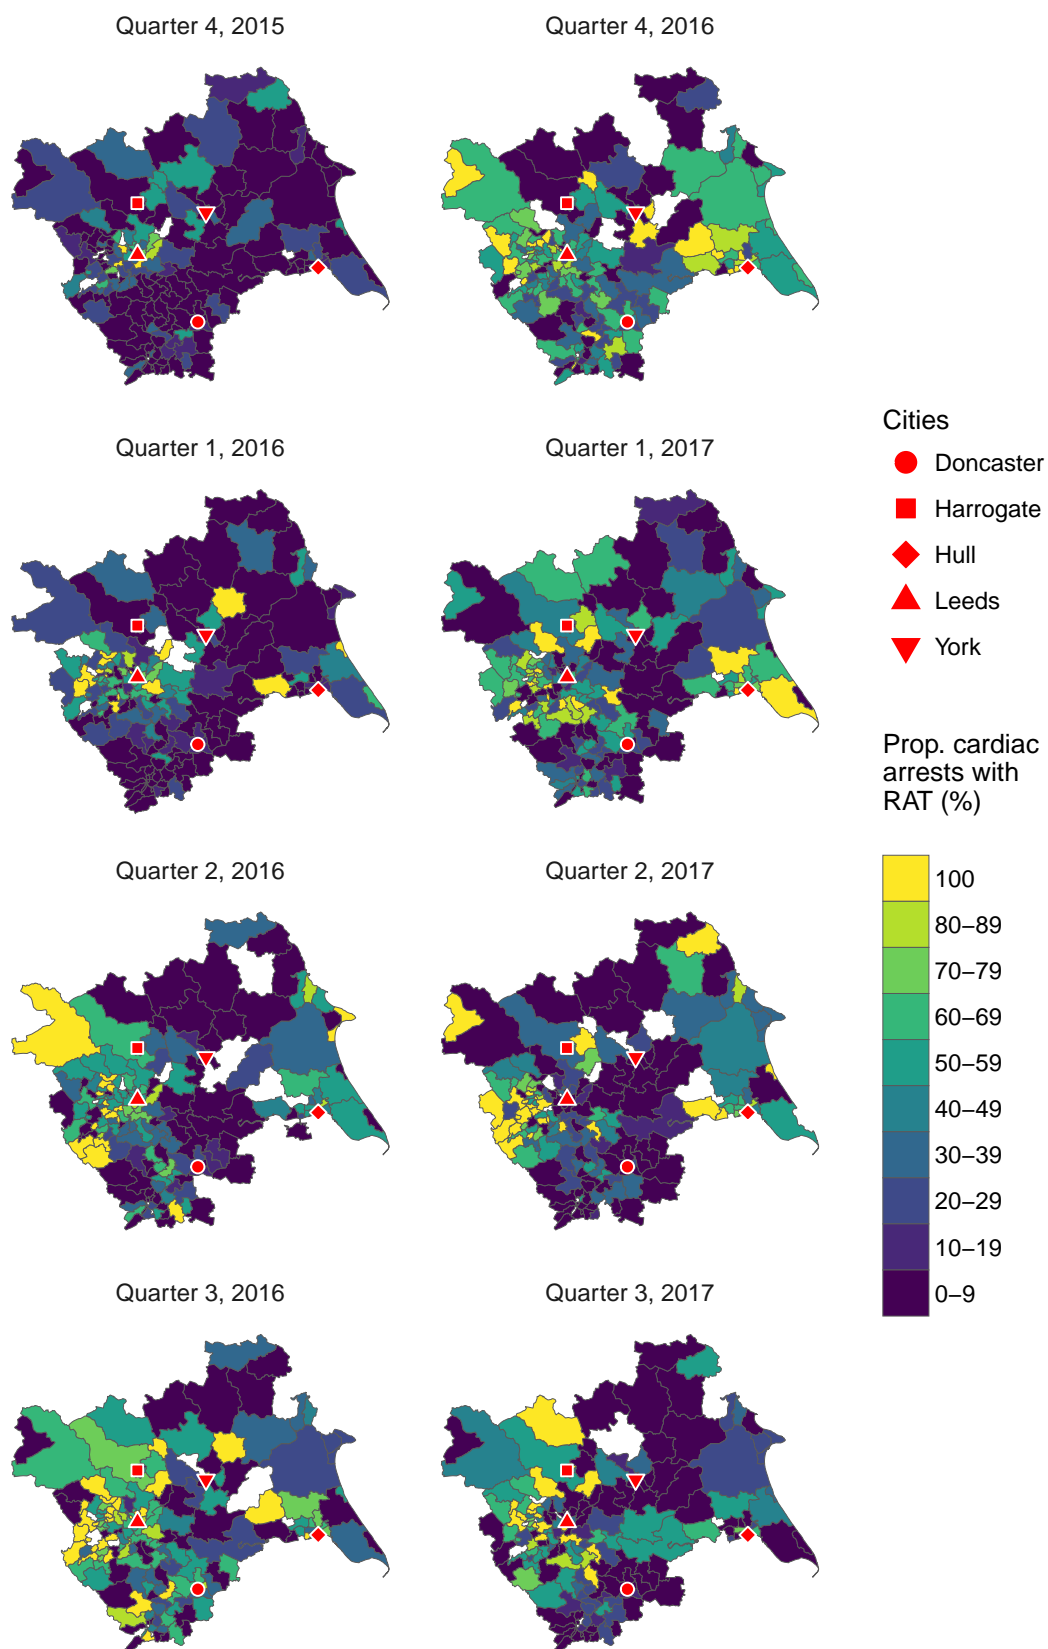 Quarter 4, 2015
Quarter 4, 2016
Quarter 1, 2016
Quarter 1, 2017
Quarter 2, 2016
Quarter 2, 2017
Quarter 3, 2016
Quarter 3, 2017
Cities
Doncaster
Harrogate
Hull
Leeds
York
Prop. cardiac
arrests with
RAT (%)
100
80−89
70−79
60−69
50−59
40−49
30−39
20−29
10−19
0−9